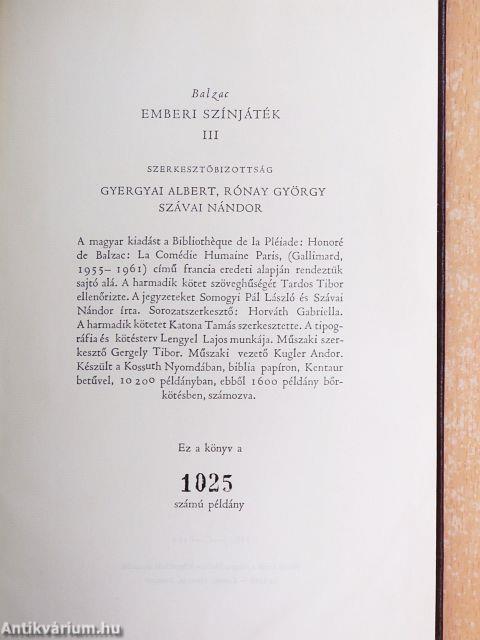 Balzac
EMBERI SZÍNJÁTÉK
III
SZERKESZTŐBIZOTTSÁG
GYERGYAI ALBERT, RÓNAY GYÖRGY
SZÁVAI NÁNDOR
A magyar kiadást a Bibliothèque de la Pléiade: Honoré
de Balzac: La Comédie Humaine Paris, (Gallimard,
1955–1961) című francia eredeti alapján rendeztük
sajtó alá. A harmadik kötet szöveghűségét Tardos Tibor
ellenőrizte. A jegyzeteket Somogyi Pál László és Szávai
Nándor írta. Sorozatszerkesztő: Horváth Gabriella.
A harmadik kötetet Katona Tamás szerkesztette. A tipog-
ráfia és kötésterv Lengyel Lajos munkája. Műszaki szer-
kesztő Gergely Tibor. Műszaki vezető Kugler Andor.
Készült a Kossuth Nyomdában, biblia papíron, Kentaur
betűvel, 10 200 példányban, ebből 1600 példány bőr-
kötésben, számozva.
Ez a könyv a
1025
számú példány
Antikvárium.hu